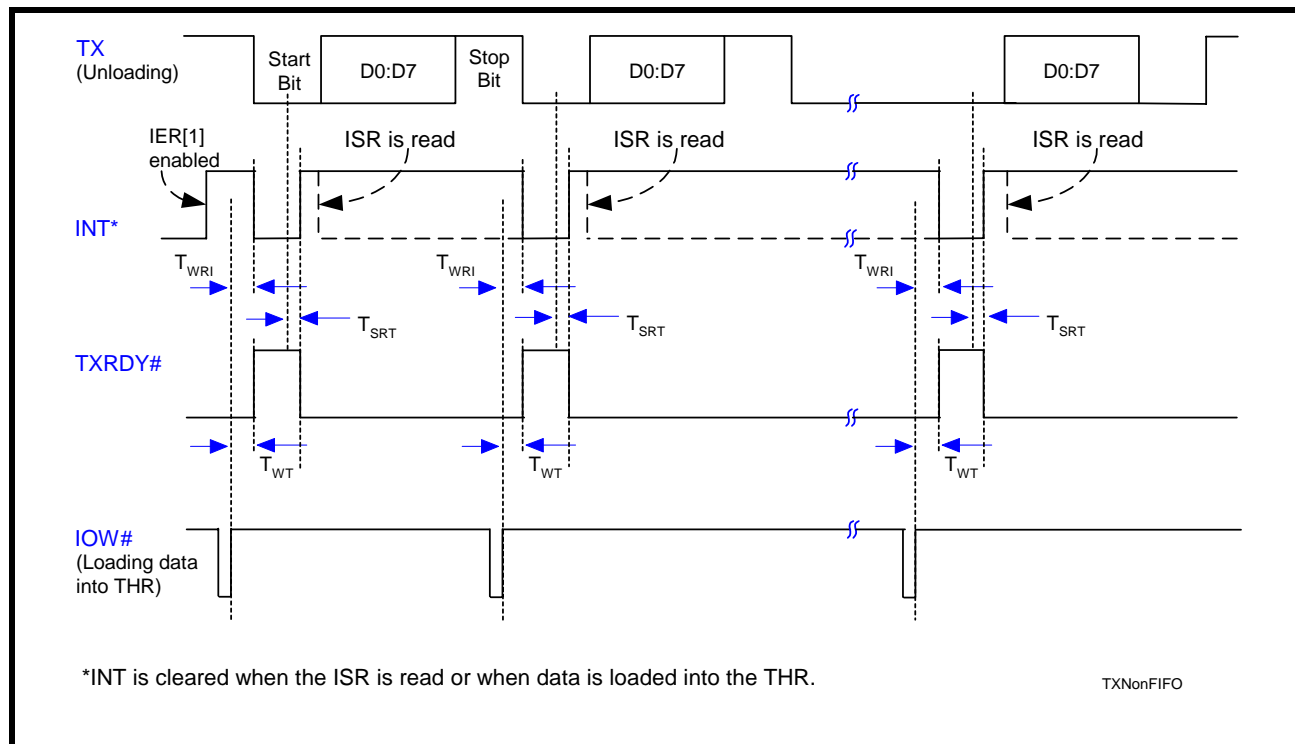 TX
(Unloading)
Start
Bit
D0:D7
Stop
Bit
D0:D7
D0:D7
IER[1]
enabled
ISR is read
ISR is read
ISR is read
INT*
TWRI
TWRI
TWRI
TSRT
TSRT
TSRT
TXRDY#
TWT
TWT
TWT
IOW#
(Loading data
into THR)
*INT is cleared when the ISR is read or when data is loaded into the THR.
TXNonFIFO